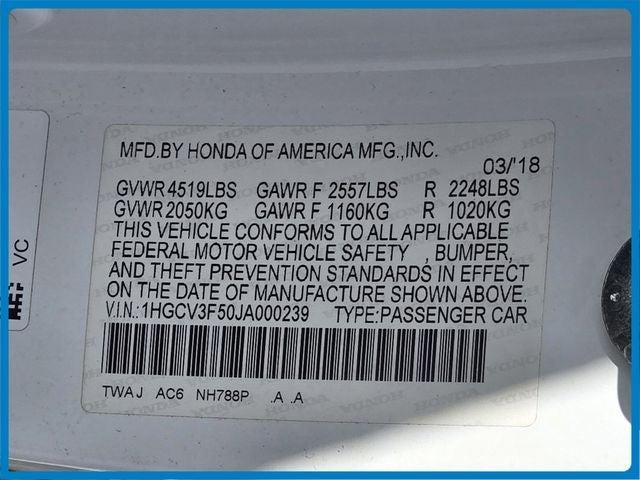 MFD.BY HONDA OF AMERICA MFG.,INC.
03/'18
GVWR 4519LBS GAWR F 2557LBS R 2248LBS
GVWR 2050KG GAWR F 1160KG R 1020KG
THIS VEHICLE CONFORMS TO ALL APPLICABLE
FEDERAL MOTOR VEHICLE SAFETY , BUMPER,
AND THEFT PREVENTION STANDARDS IN EFFECT
ON THE DATE OF MANUFACTURE SHOWN ABOVE.
V.I.N.:1HGCV3F50JA000239 TYPE:PASSENGER CAR
TWAJ AC6 NH788P .A .A
VC